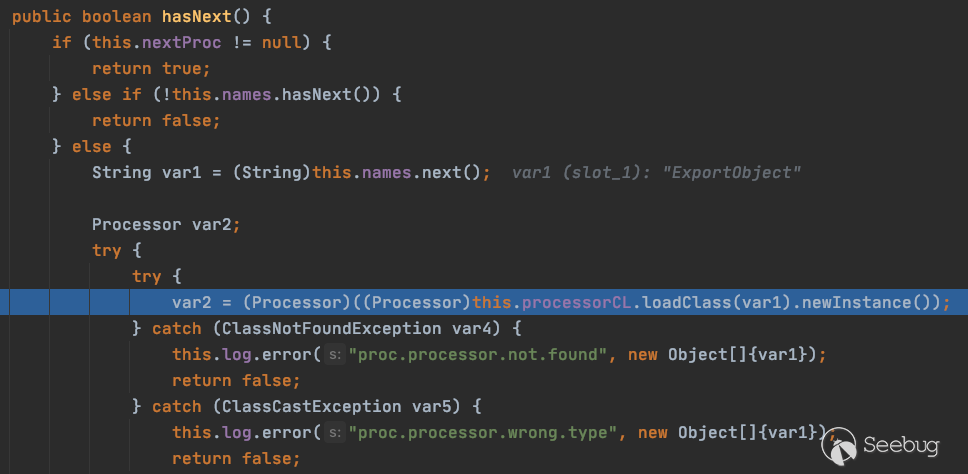 public boolean hasNext() {
if (this.nextProc != null) {
return true;
} else if (!this.names.hasNext()) {
return false;
} else {
String var1 = (String)this.names.next(); var1 (slot_1): "ExportObject"
Processor var2;
try {
try {
var2 = (Processor)((Processor)this.processorCL.loadClass(var1).newInstance());
} catch (ClassNotFoundException var4) {
this.log.error( s: "proc.processor.not.found", new Object[]{var1});
return false;
} catch (ClassCastException var5) {
this.log.error( s: "proc.processor.wrong.type", new Object[]{var1});
return false;
Seebug